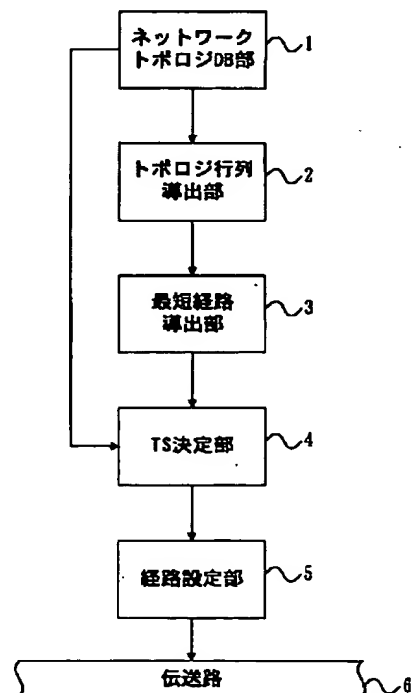 ネットワーク
トポロジDB部
1
トポロジ行列
導出部
2
最短経路
導出部
3
TS決定部
4
経路設定部
5
伝送路
6